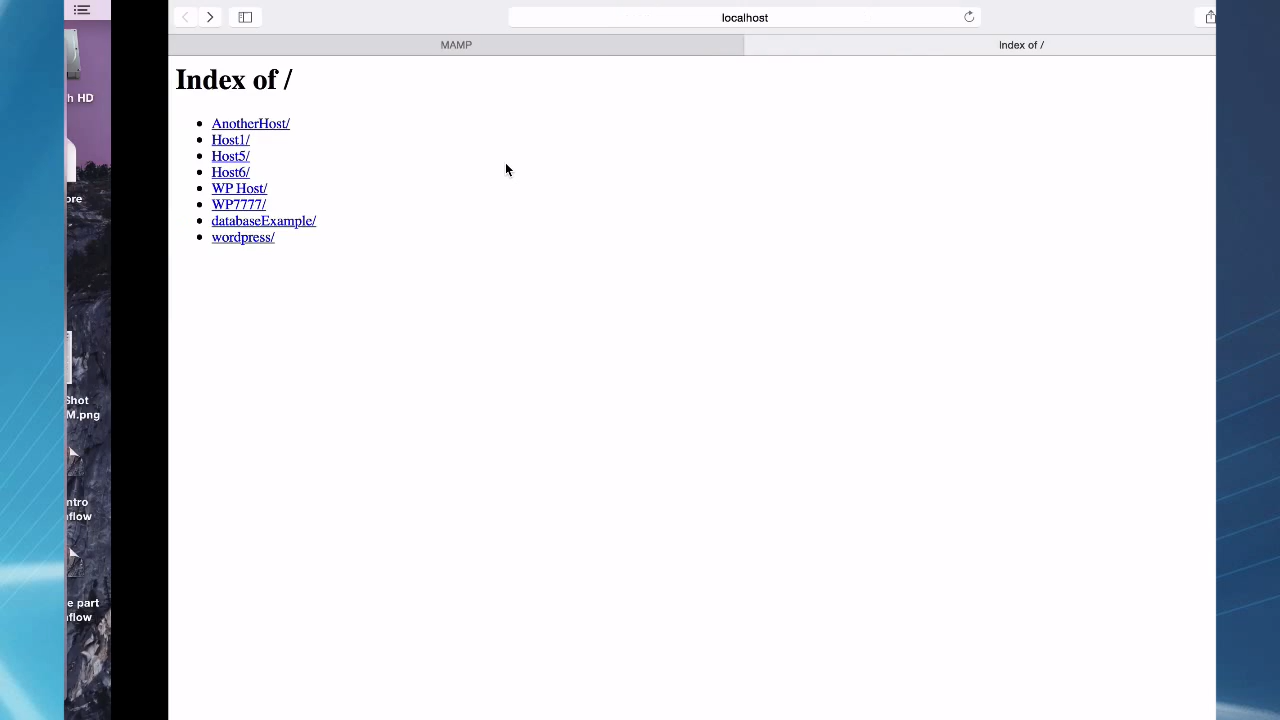 localhost
MAMP
Index of /
Index of /
AnotherHost/
Host1/
Host5/
Host6/
WP Host/
WP7777/
databaseExample/
wordpress/
h HD
ore
Shot
M.png
ntro
flow
e part
flow